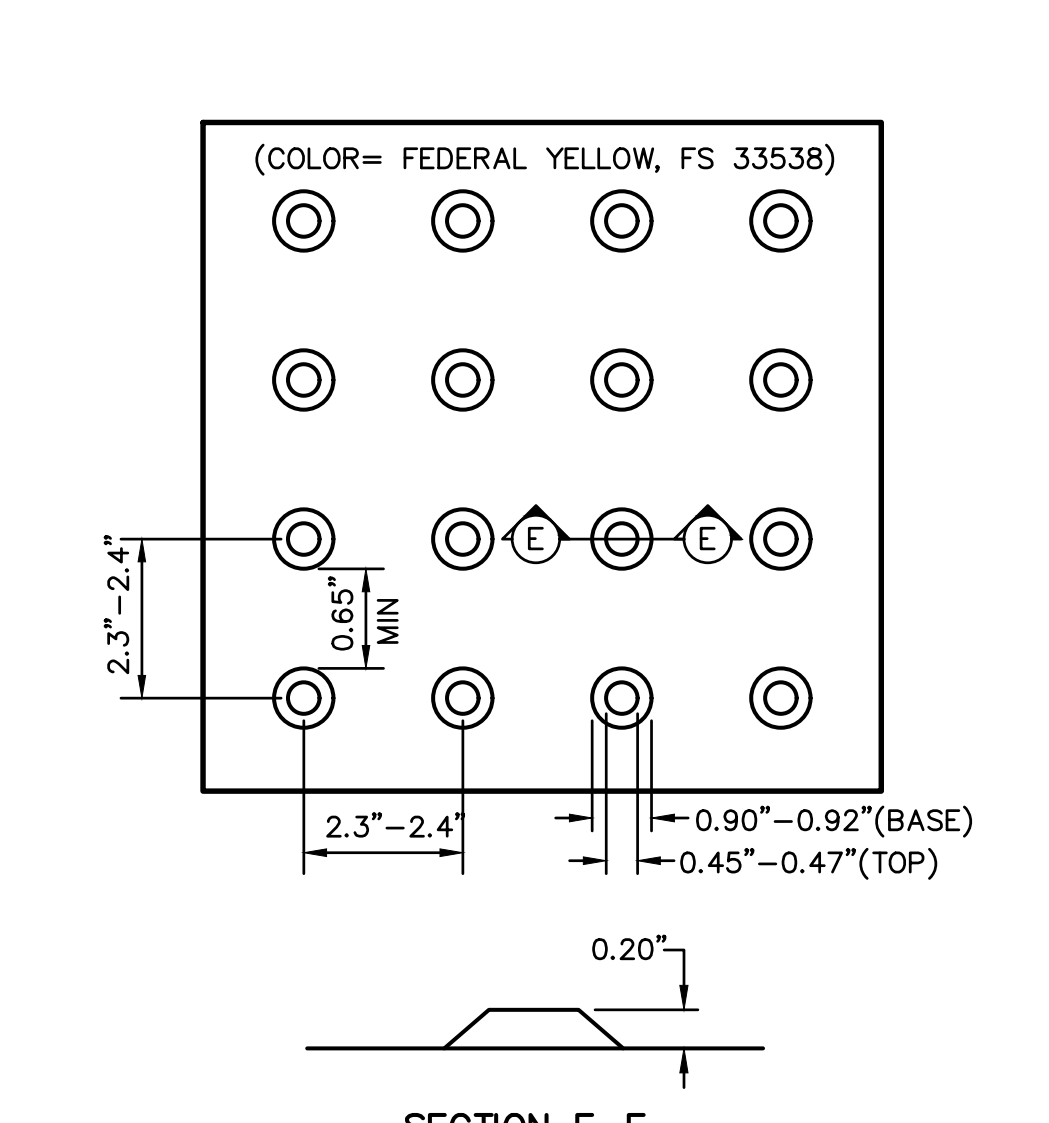 (COLOR= FEDERAL YELLOW, FS 33538)
E E
2.3"-2.4"
0.65"
MIN
2.3"-2.4"
0.90"-0.92"(BASE)
0.45"-0.47"(TOP)
0.20"
SECTION E-E